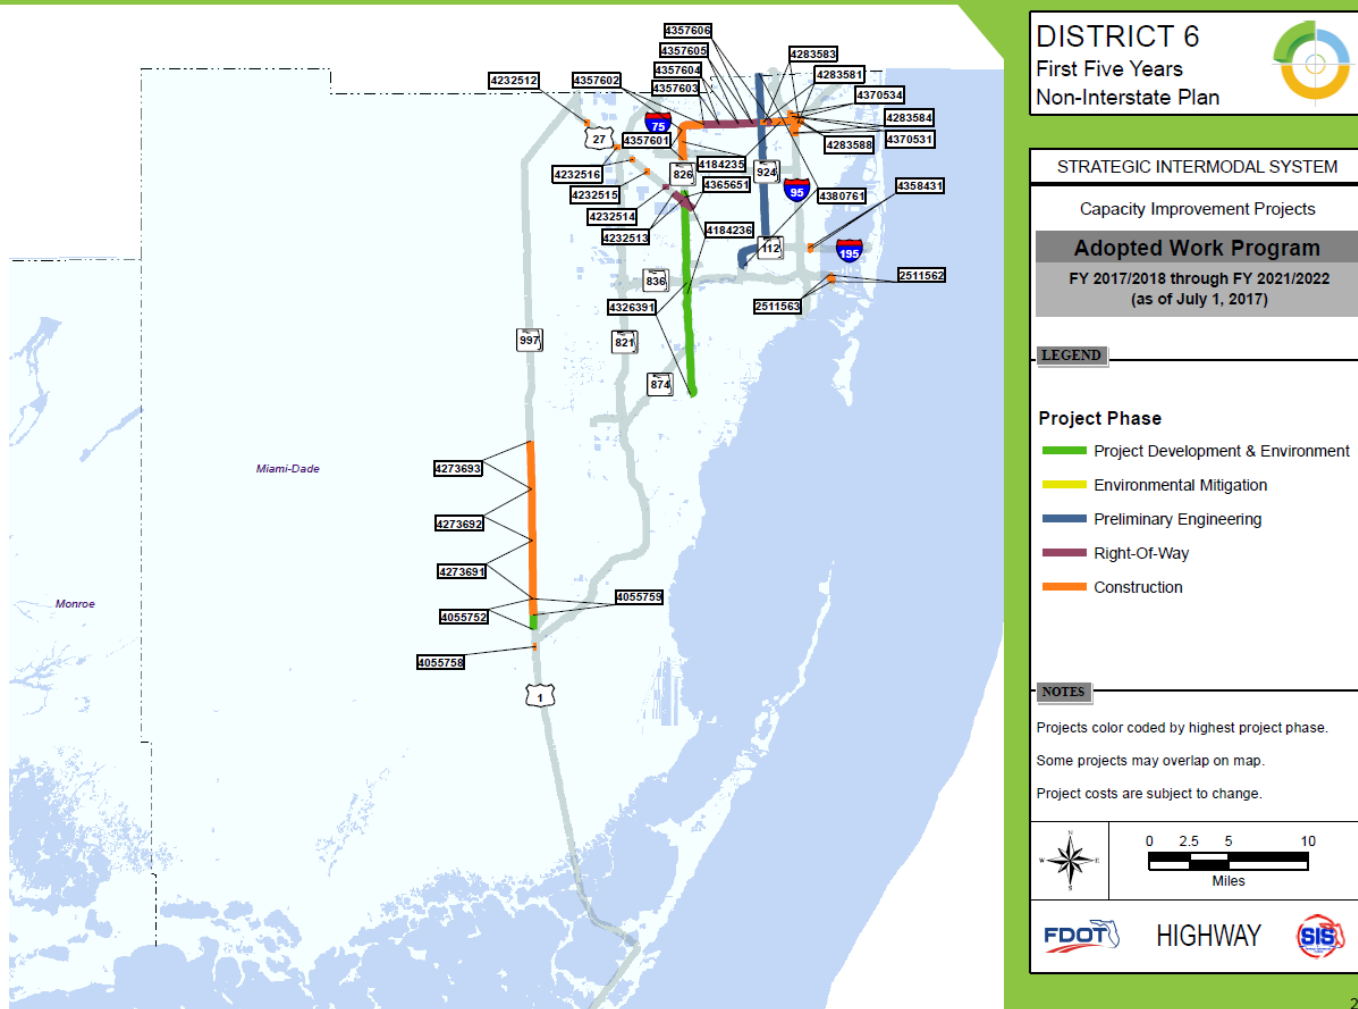 4357606
4357605
4357604
4357603
4283583
4283581
4370534
4283584
4370531
4283588
4232512
4357602
75
27
4357601
4184235
826
924
4365651
95
4380761
4358431
4232516
4232515
4232514
4232513
4184236
112
195
836
2511562
2511563
4326391
997
821
874
4273693
Miami-Dade
4273692
4273691
Monroe
4055759
4055752
4055758
1
DISTRICT 6
First Five Years
Non-Interstate Plan
STRATEGIC INTERMODAL SYSTEM
Capacity Improvement Projects
Adopted Work Program
FY 2017/2018 through FY 2021/2022
(as of July 1, 2017)
LEGEND
Project Phase
Project Development & Environment
Environmental Mitigation
Preliminary Engineering
Right-Of-Way
Construction
NOTES
Projects color coded by highest project phase.
Some projects may overlap on map.
Project costs are subject to change.
N
W E
S
0 2.5 5 10
Miles
FDOT
HIGHWAY
SIS
2